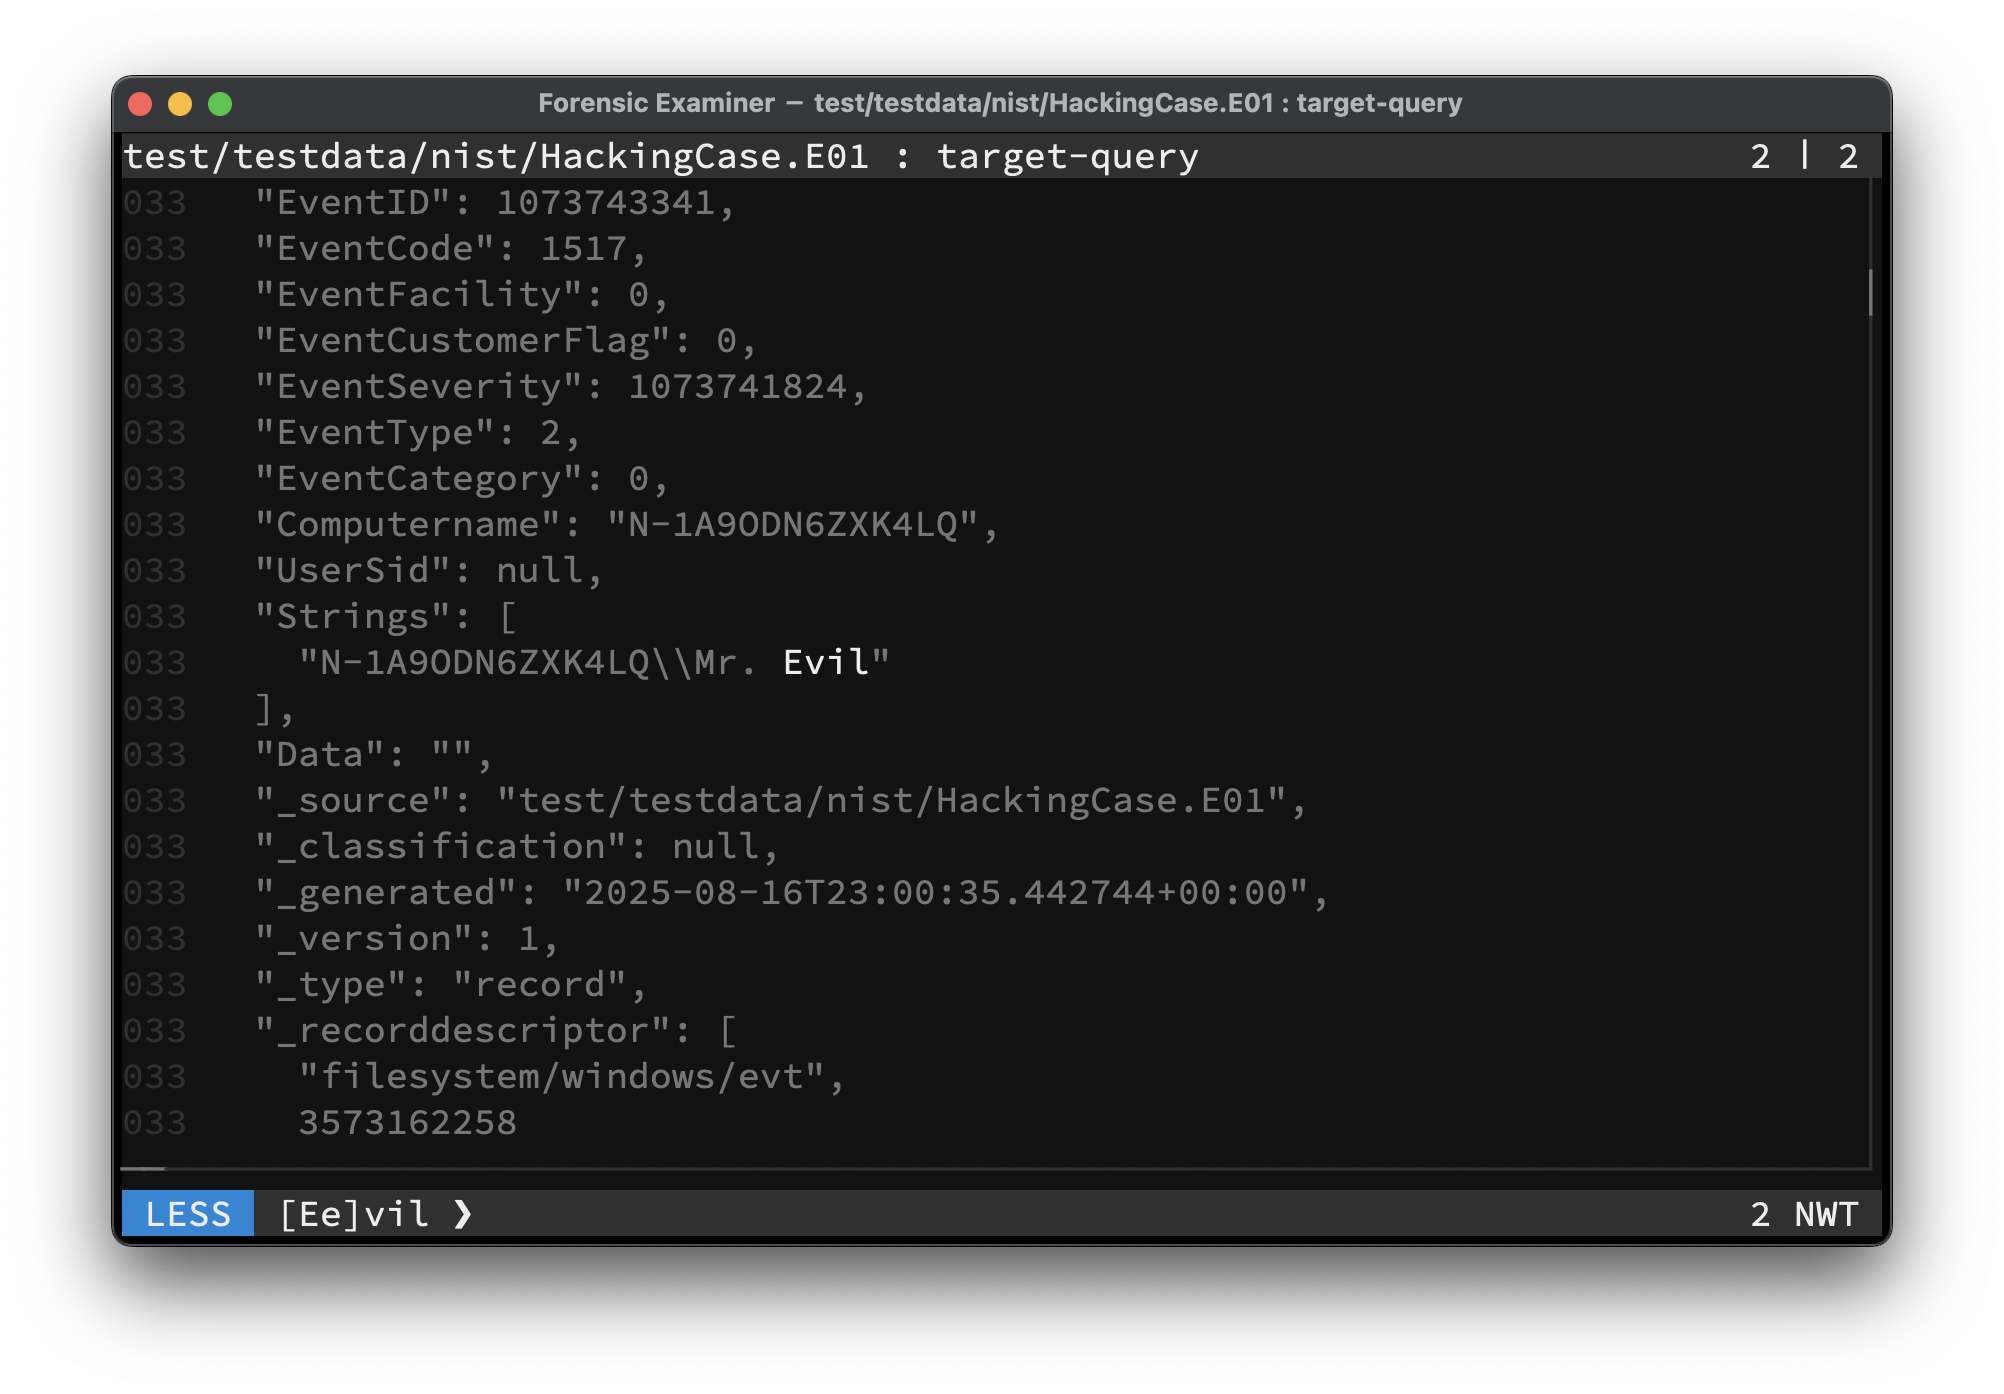 Forensic Examiner — test/testdata/nist/HackingCase.E01 : target-query
test/testdata/nist/HackingCase.E01 : target-query 2 | 2
033 "EventID": 1073743341,
033 "EventCode": 1517,
033 "EventFacility": 0,
033 "EventCustomerFlag": 0,
033 "EventSeverity": 1073741824,
033 "EventType": 2,
033 "EventCategory": 0,
033 "Computername": "N-1A9ODN6ZXK4LQ",
033 "UserSid": null,
033 "Strings": [
033 "N-1A9ODN6ZXK4LQ\\Mr. Evil"
033 ],
033 "Data": "",
033 "_source": "test/testdata/nist/HackingCase.E01",
033 "_classification": null,
033 "_generated": "2025-08-16T23:00:35.442744+00:00",
033 "_version": 1,
033 "_type": "record",
033 "_recorddescriptor": [
033 "filesystem/windows/evt",
033 3573162258
LESS [Ee]vil ❯ 2 NWT